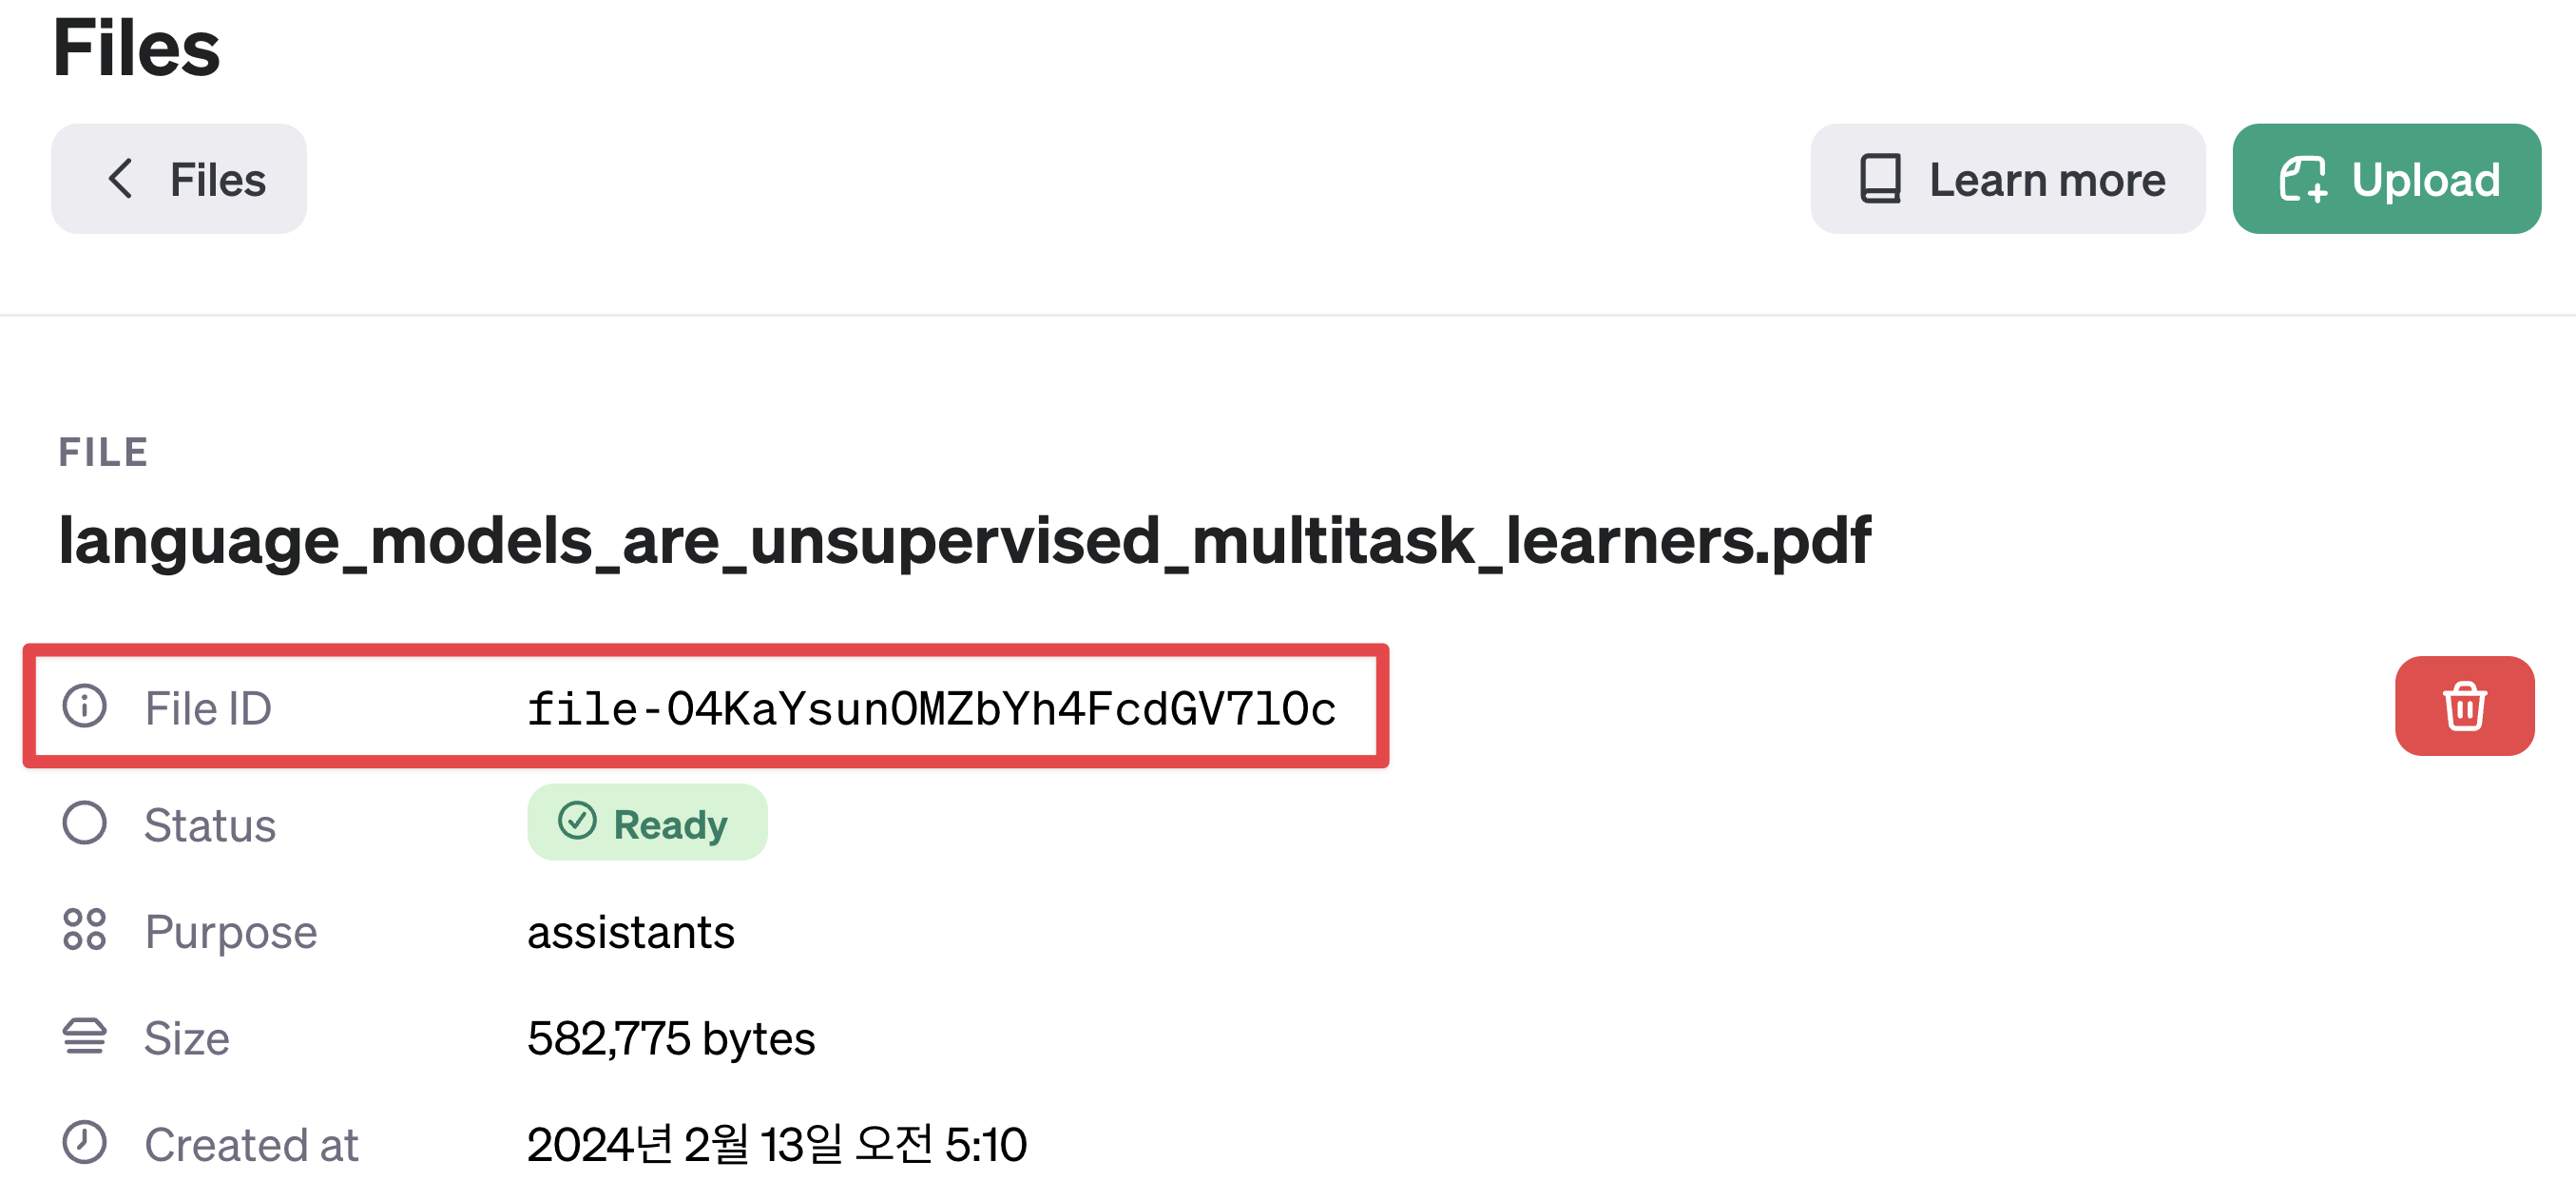 Files
Files
Learn more
Upload
FILE
language_models_are_unsupervised_multitask_learners.pdf
File ID
file-O4KaYsunOMZbYh4FcdGV7lOc
Status
Ready
Purpose
assistants
Size
582,775 bytes
Created at
2024년 2월 13일 오전 5:10